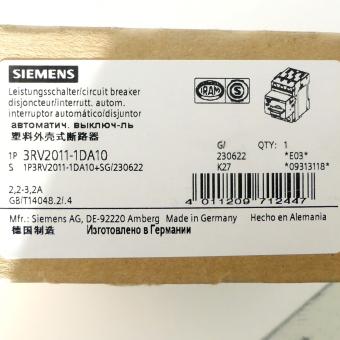 SIEMENS
IRAM
S
Leistungsschalter/circuit breaker
disjoncteur/interrutt. autom.
interruptor automático/disjuntor
автоматич. выключ-ль
塑料外壳式断路器
1P 3RV2011-1DA10
S 1P3RV2011-1DA10+SG/230622
G/ QTY: 1
230622 *E03*
K27 *09313118*
2,2-3,2A
GB/T14048.2/.4
4 011209 712447
Mfr.: Siemens AG, DE-92220 Amberg Made in Germany Hecho en Alemania
德国制造 Изготовлено в Германии